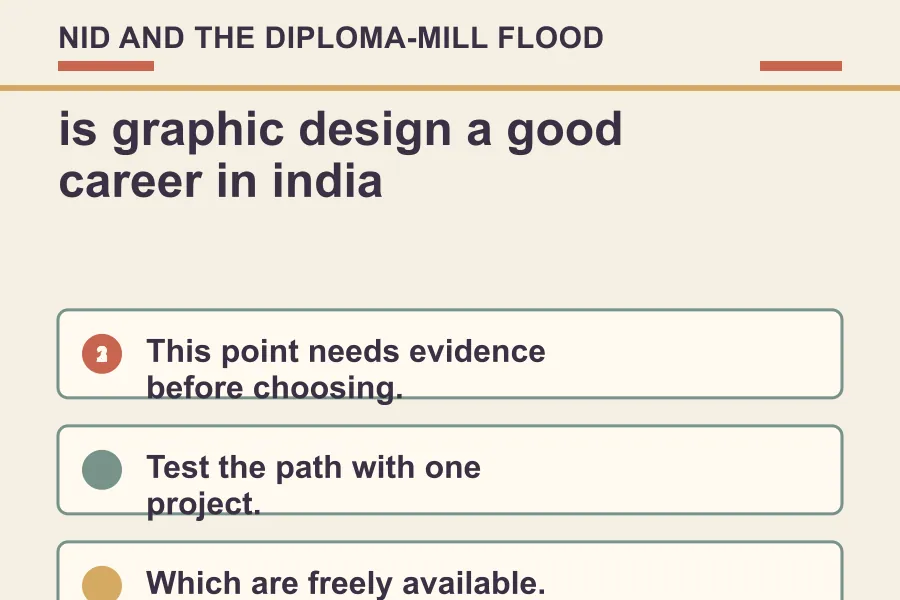 NID AND THE DIPLOMA-MILL FLOOD
is graphic design a good
career in india
This point needs evidence
before choosing.
Test the path with one
project.
Which are freely available.